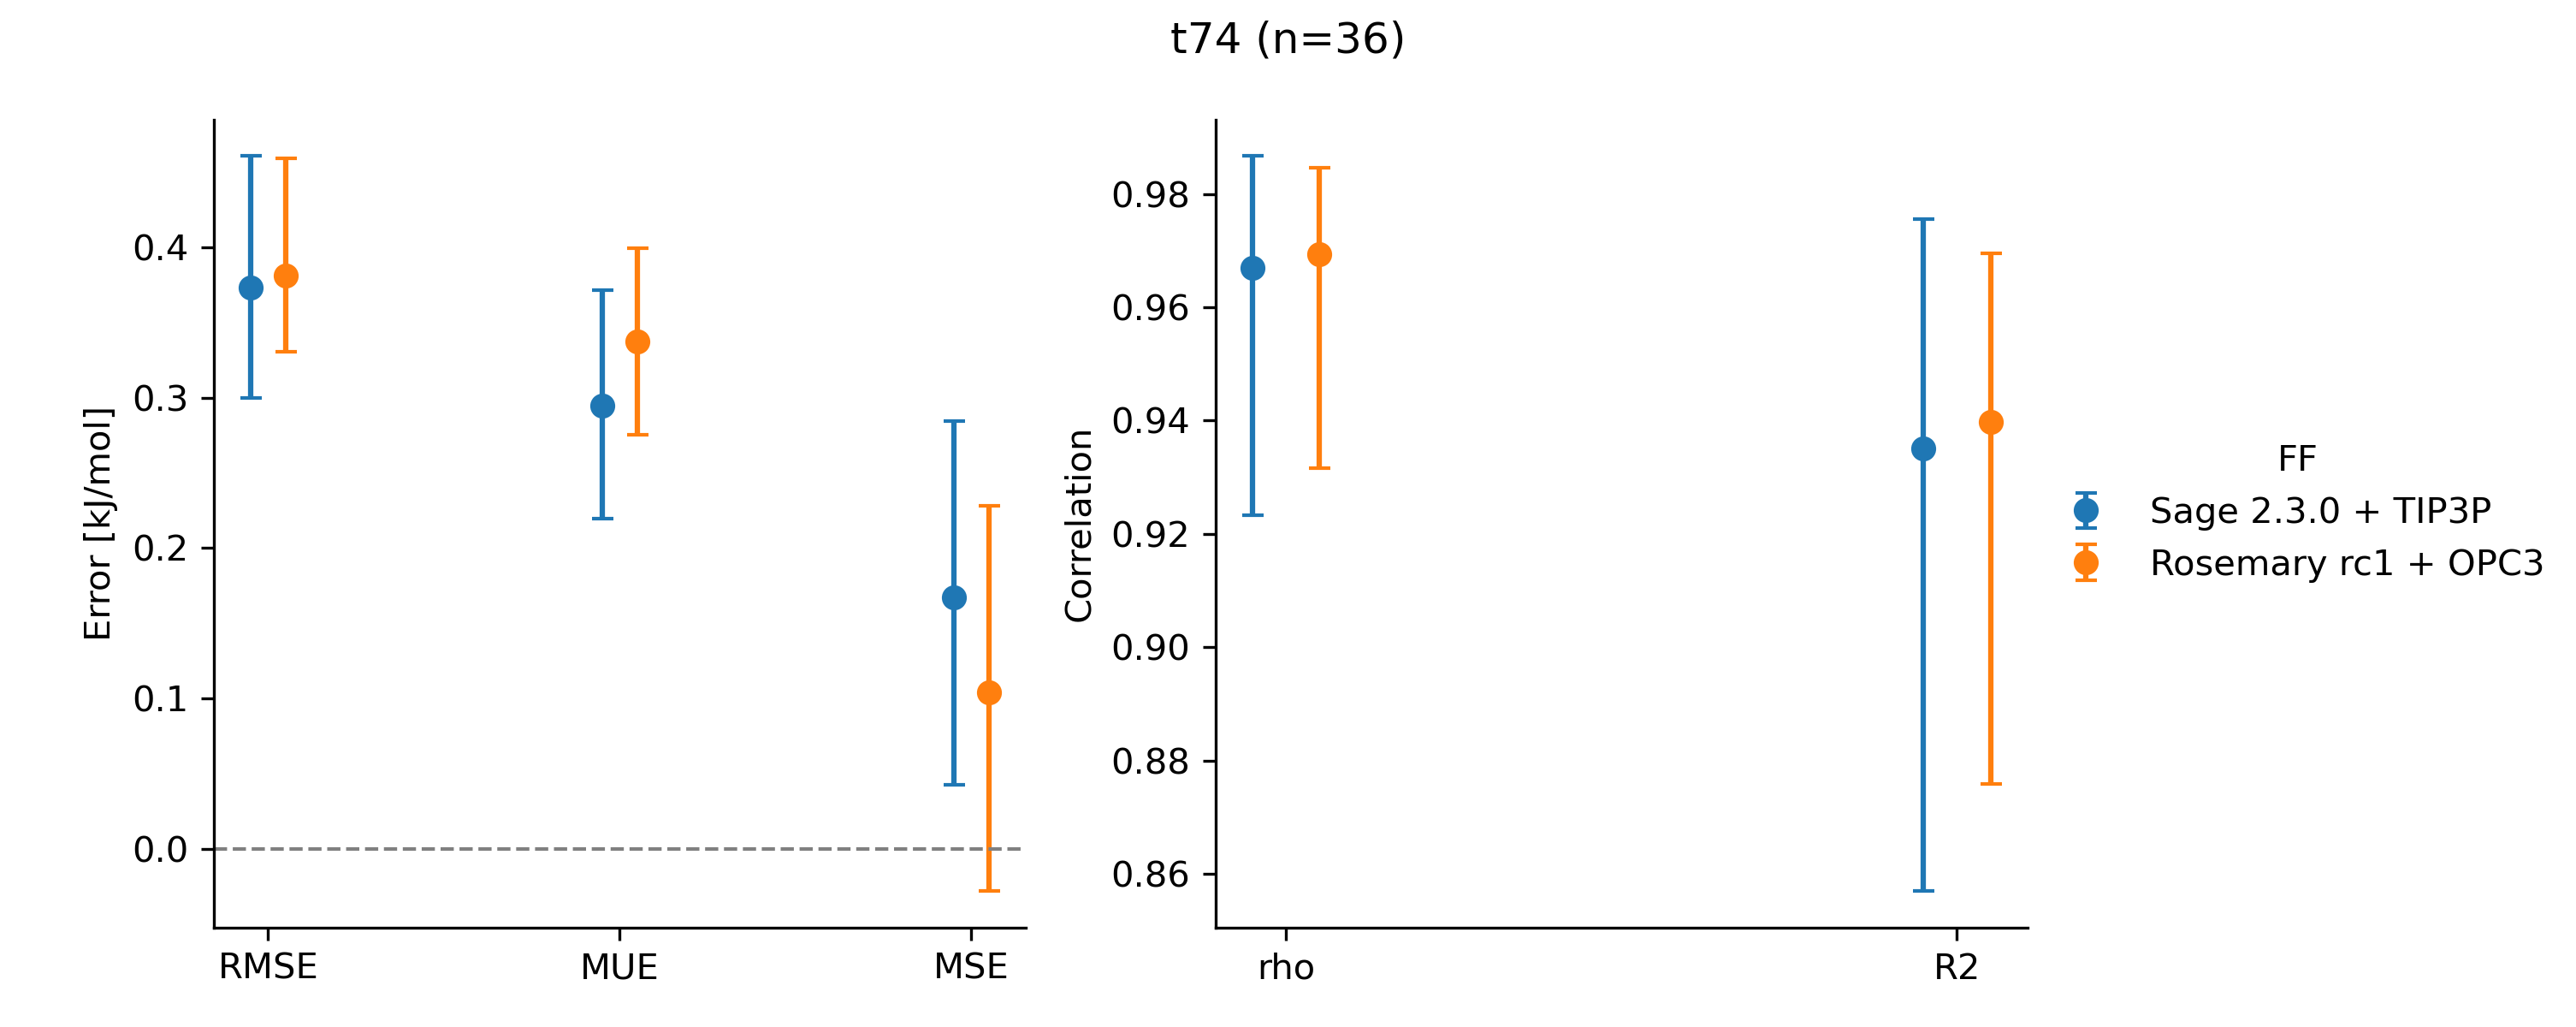 t74 (n=36)
Error [kJ/mol]
0.4
0.3
0.2
0.1
0.0
RMSE MUE MSE
Correlation
0.98
0.96
0.94
0.92
0.90
0.88
0.86
rho R2
FF
Sage 2.3.0 + TIP3P
Rosemary rc1 + OPC3